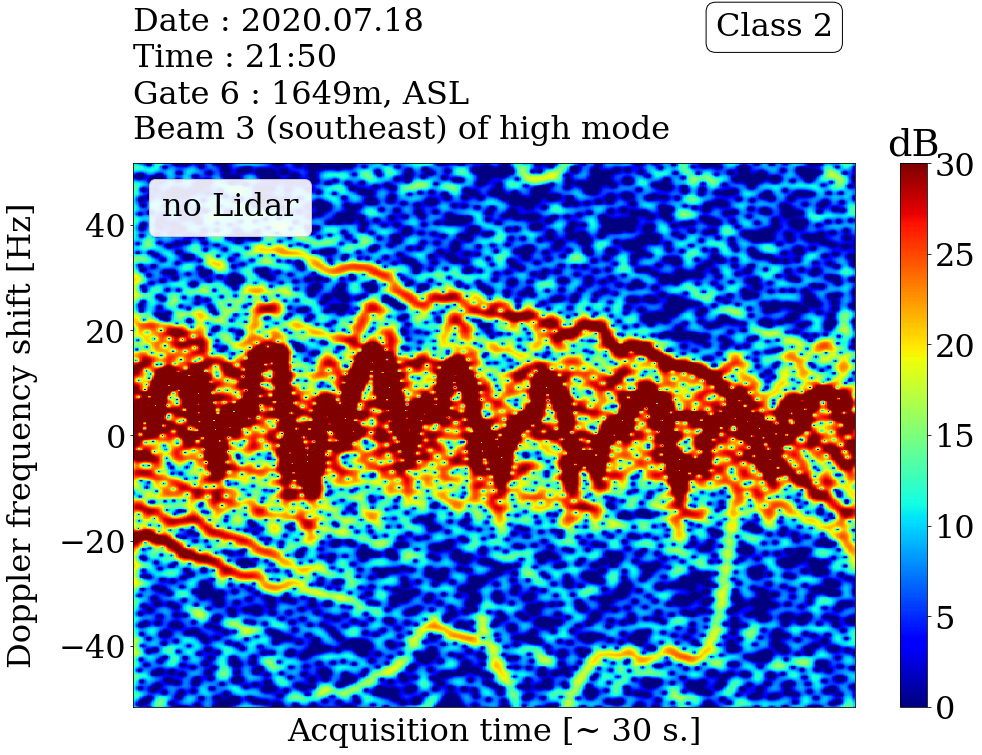 Date : 2020.07.18
Time : 21:50
Gate 6 : 1649m, ASL
Beam 3 (southeast) of high mode
Class 2
dB
no Lidar
Doppler frequency shift [Hz]
40
20
0
−20
−40
Acquisition time [~ 30 s.]
30
25
20
15
10
5
0